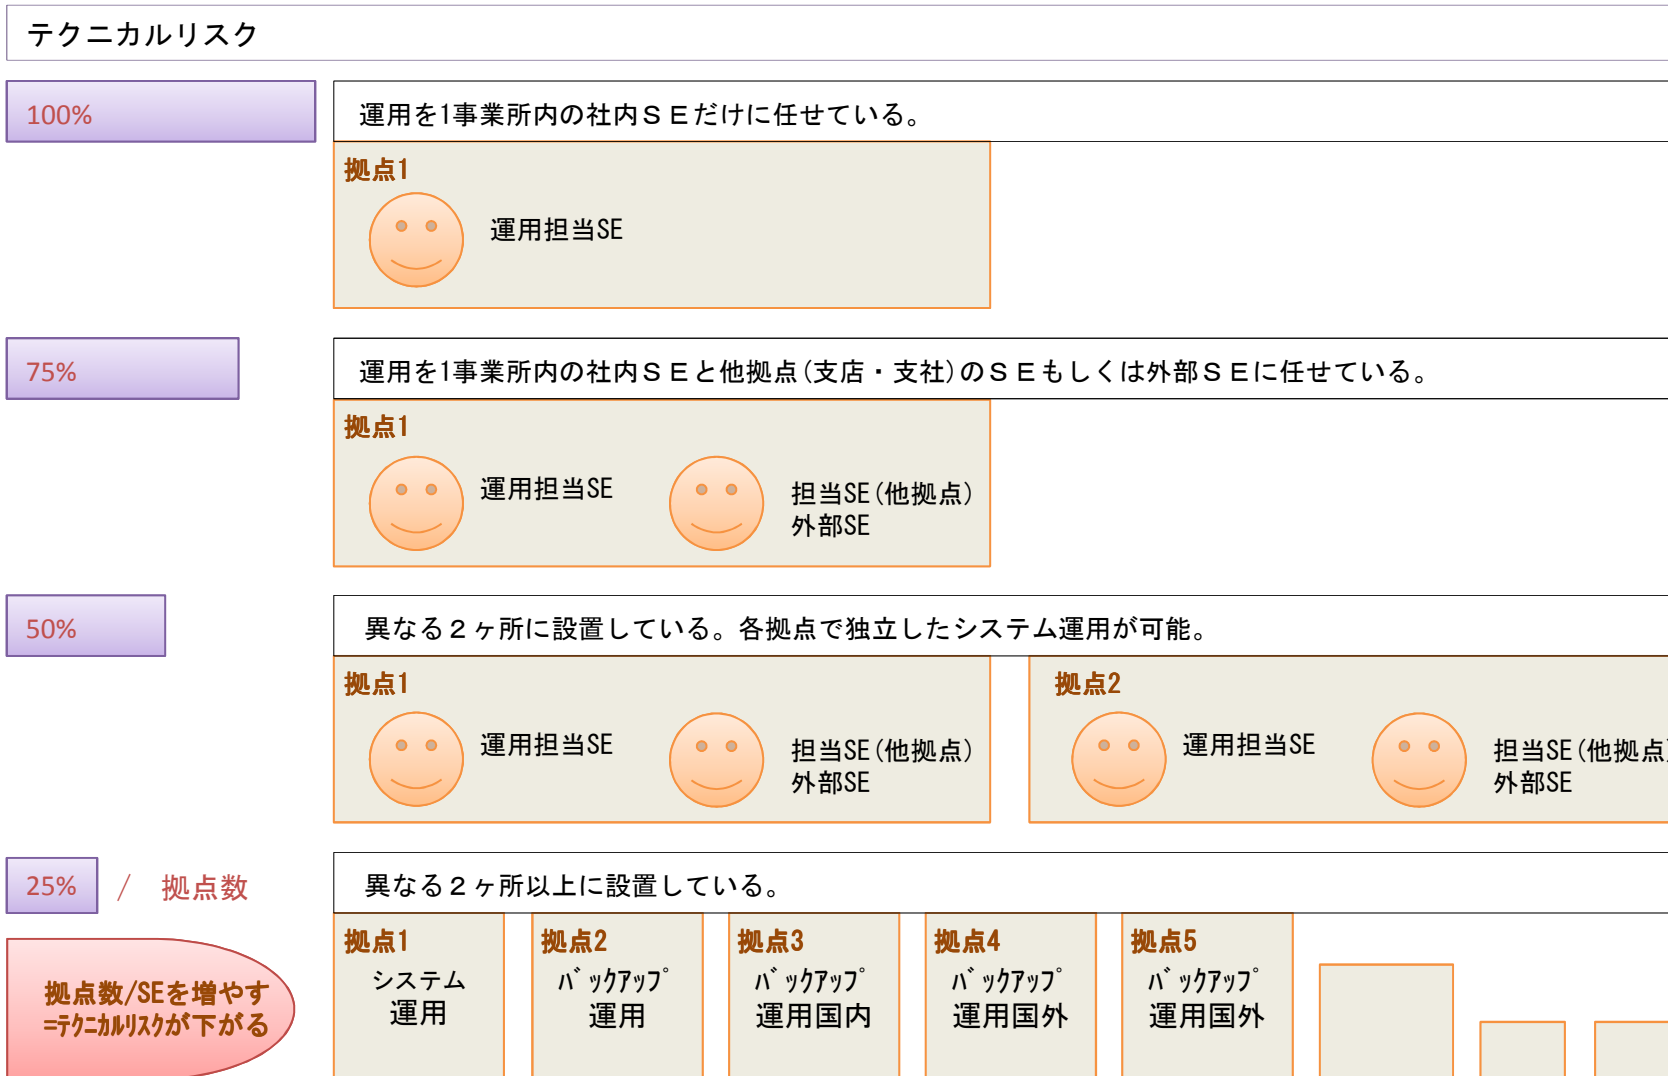 テクニカルリスク
100%
運用を1事業所内の社内ＳＥだけに任せている。
拠点1
運用担当SE
75%
運用を1事業所内の社内ＳＥと他拠点(支店・支社)のＳＥもしくは外部ＳＥに任せている。
拠点1
運用担当SE
担当SE(他拠点)
外部SE
50%
異なる２ヶ所に設置している。各拠点で独立したシステム運用が可能。
拠点1
運用担当SE
担当SE(他拠点)
外部SE
拠点2
運用担当SE
担当SE(他拠点)
外部SE
25% / 拠点数
異なる２ヶ所以上に設置している。
拠点1
システム
運用
拠点2
ﾊﾞｯｸｱｯﾌﾟ
運用
拠点3
ﾊﾞｯｸｱｯﾌﾟ
運用国内
拠点4
ﾊﾞｯｸｱｯﾌﾟ
運用国外
拠点5
ﾊﾞｯｸｱｯﾌﾟ
運用国外
拠点数/SEを増やす
=ﾃｸﾆｶﾙﾘｽｸが下がる